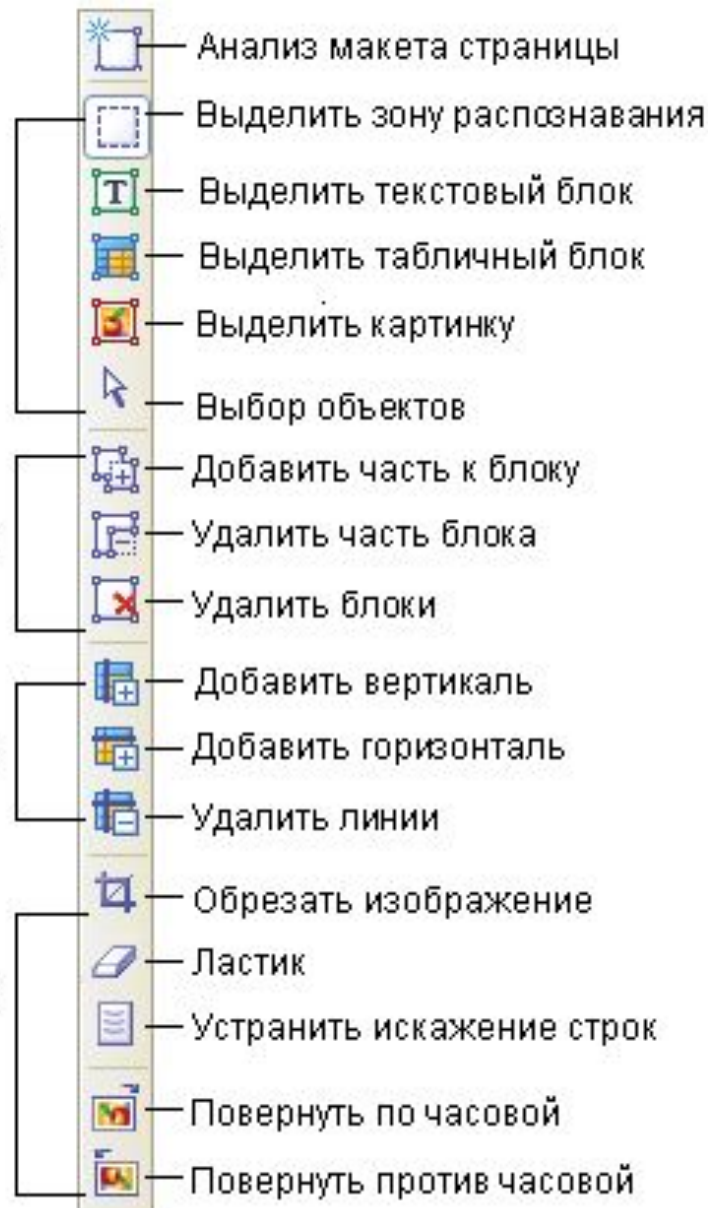 Анализ макета страницы
Выделить зону распознавания
Выделить текстовый блок
Выделить табличный блок
Выделить картинку
Выбор объектов
Добавить часть к блоку
Удалить часть блока
Удалить блоки
Добавить вертикаль
Добавить горизонталь
Удалить линии
Обрезать изображение
Ластик
Устранить искажение строк
Повернуть по часовой
Повернуть против часовой